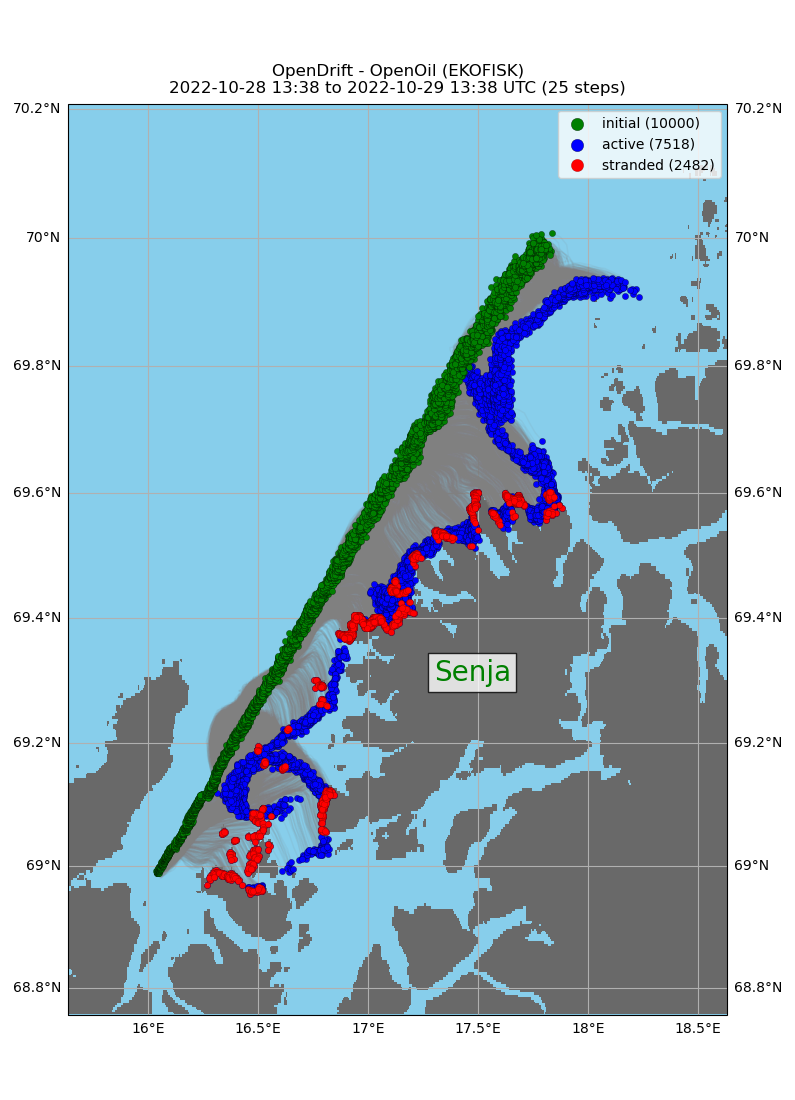 OpenDrift - OpenOil (EKOFISK)
2022-10-28 13:38 to 2022-10-29 13:38 UTC (25 steps)
70.2°N 70.2°N
initial (10000)
active (7518)
stranded (2482)
70°N 70°N
69.8°N 69.8°N
69.6°N 69.6°N
69.4°N 69.4°N
Senja
69.2°N 69.2°N
69°N 69°N
68.8°N 68.8°N
16°E 16.5°E 17°E 17.5°E 18°E 18.5°E